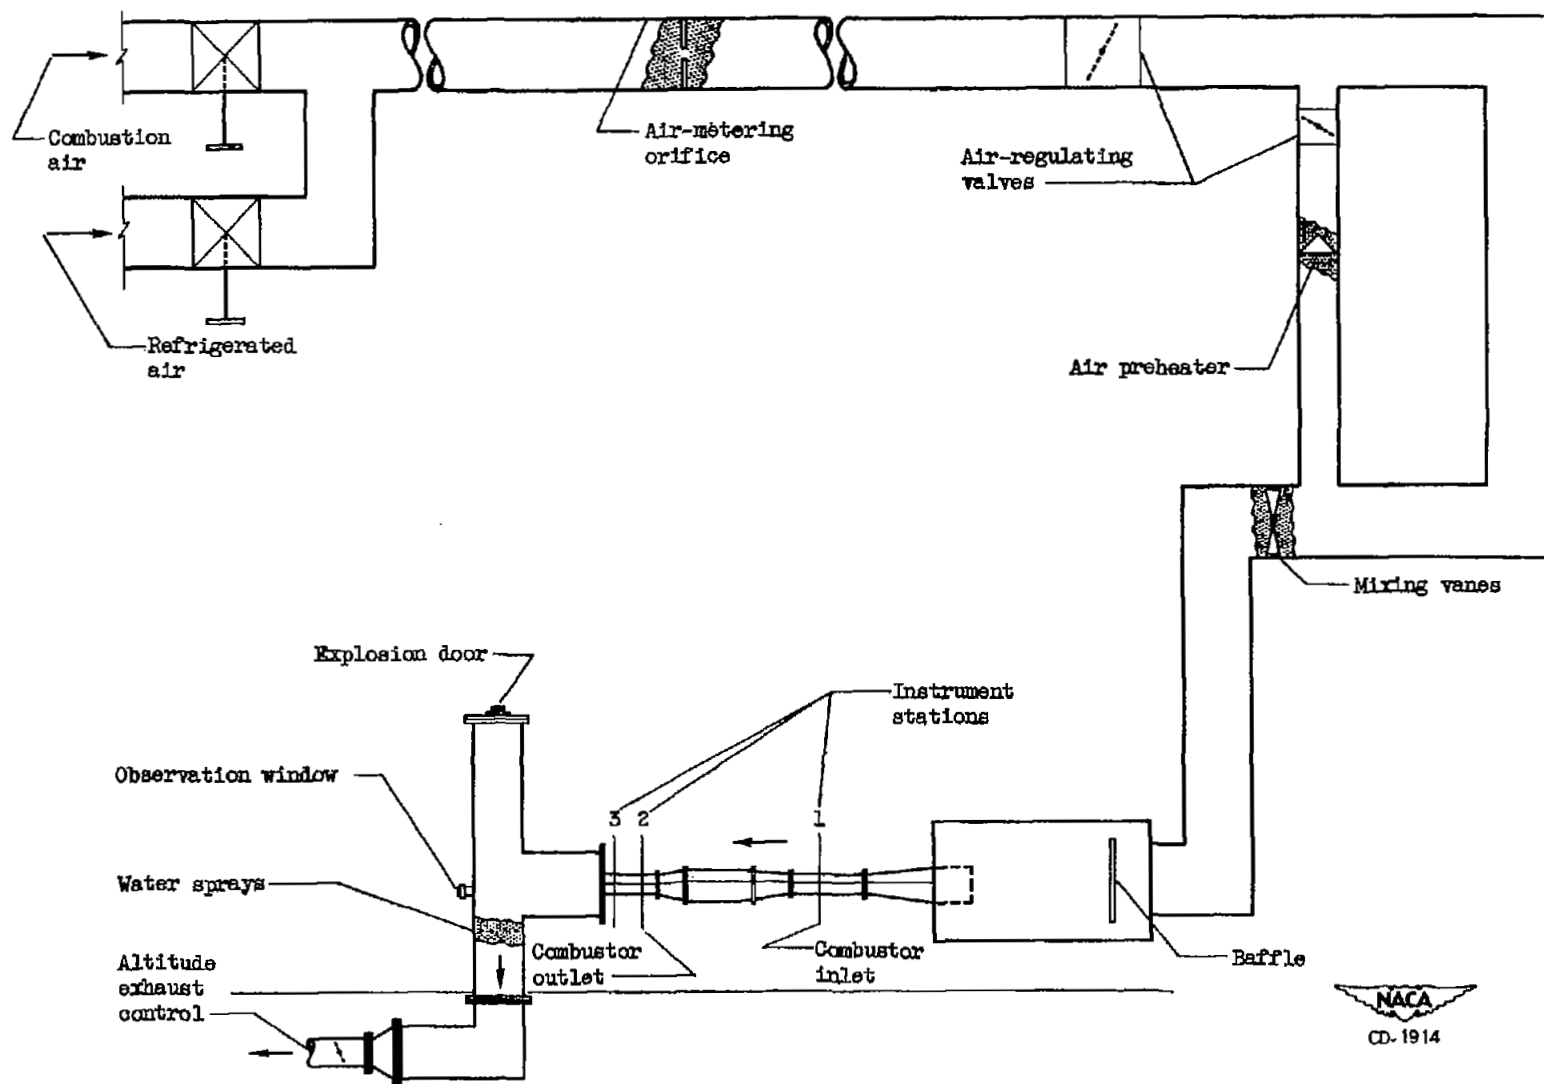 Combustion
air
Air-metering
orifice
Air-regulating
valves
Refrigerated
air
Air preheater
Mixing vanes
Explosion door
Instrument
stations
Observation window
3 2 1
Water sprays
Combustor
outlet
Combustor
inlet
Baffle
Altitude
exhaust
control
NACA
CD-1914